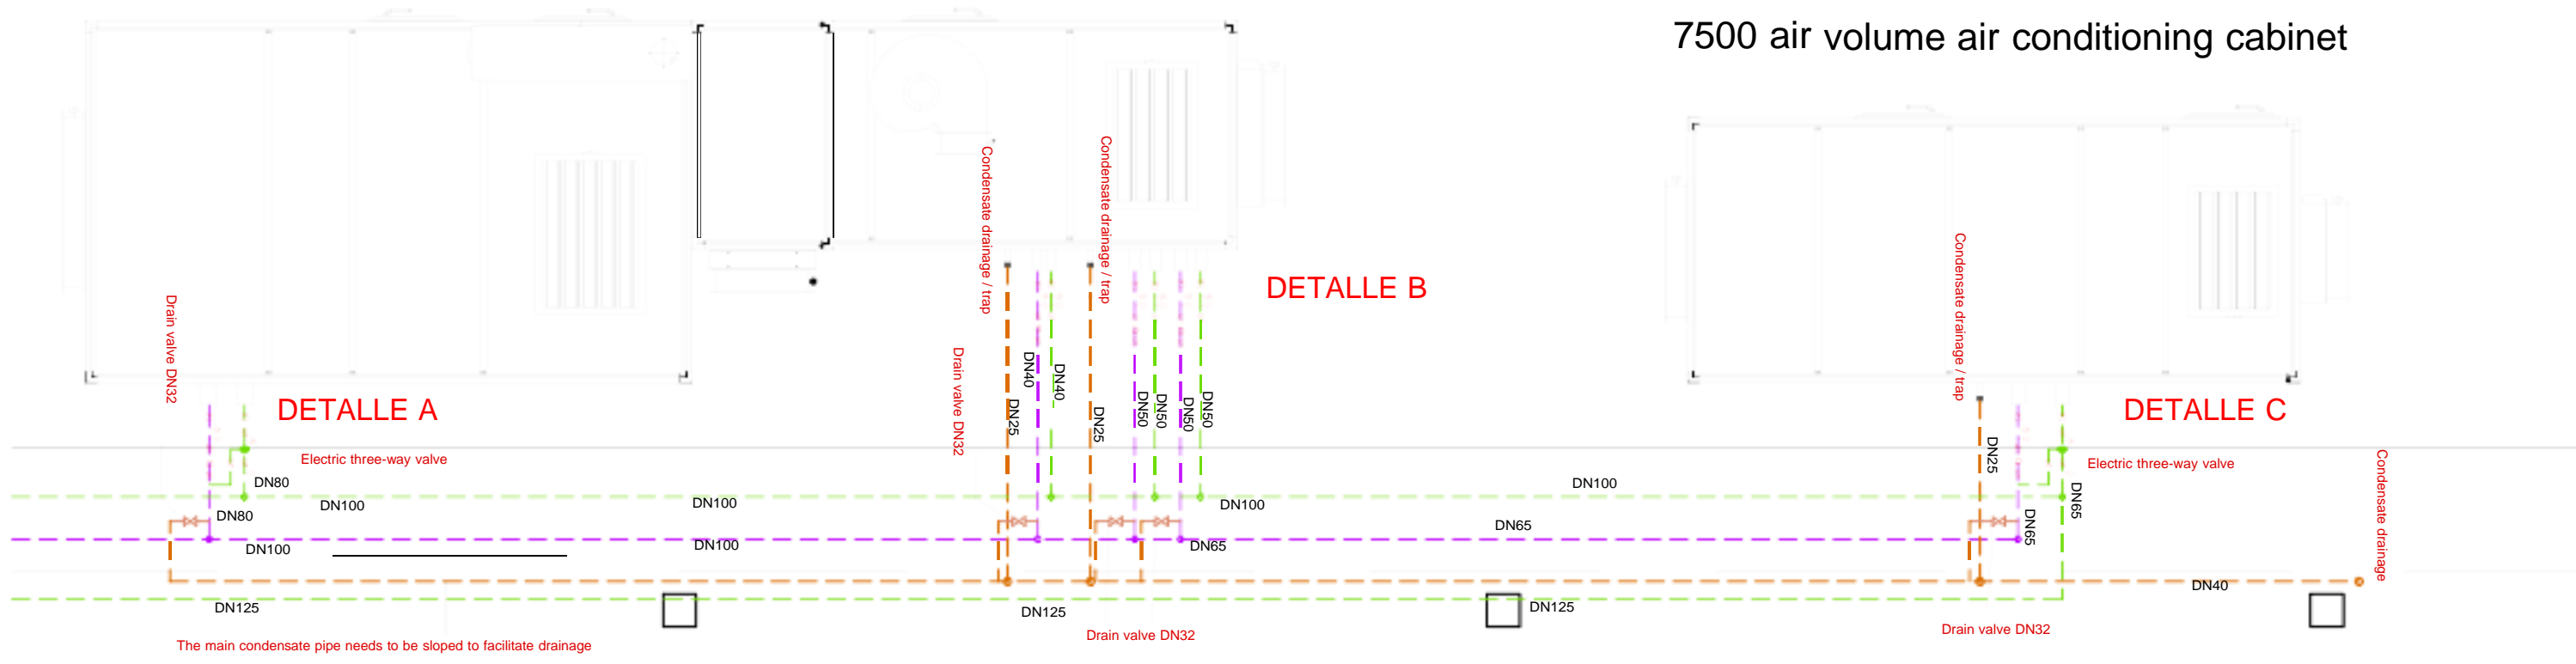 7500 air volume air conditioning cabinet
Condensate drainage / trap
Condensate drainage / trap
Condensate drainage / trap
DETALLE B
Drain valve DN32
Drain valve DN32
DETALLE A
DETALLE C
DN40
DN40
DN25
DN25
DN50
DN50
DN50
DN50
DN25
Electric three-way valve
Electric three-way valve
Condensate drainage
DN80
DN100
DN100
DN100
DN100
DN65
DN80
DN65
DN65
DN100
DN100
DN65
DN40
DN125
DN125
DN125
Drain valve DN32
Drain valve DN32
The main condensate pipe needs to be sloped to facilitate drainage